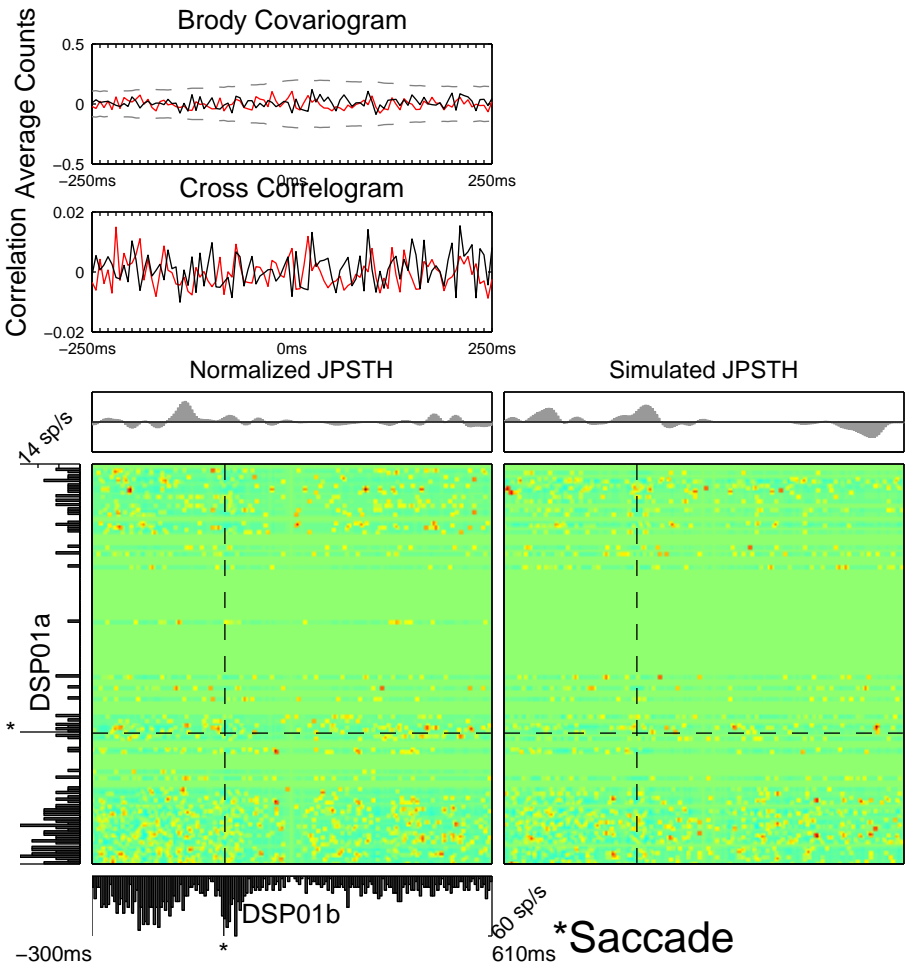 Brody Covariogram
Average Counts
0.5
0
−0.5
−250ms
0ms
250ms
Cross Correlogram
Correlation
0.02
0
−0.02
−250ms
0ms
250ms
Normalized JPSTH
Simulated JPSTH
14 sp/s
DSP01a
*
DSP01b
60 sp/s
*
−300ms
610ms
*Saccade